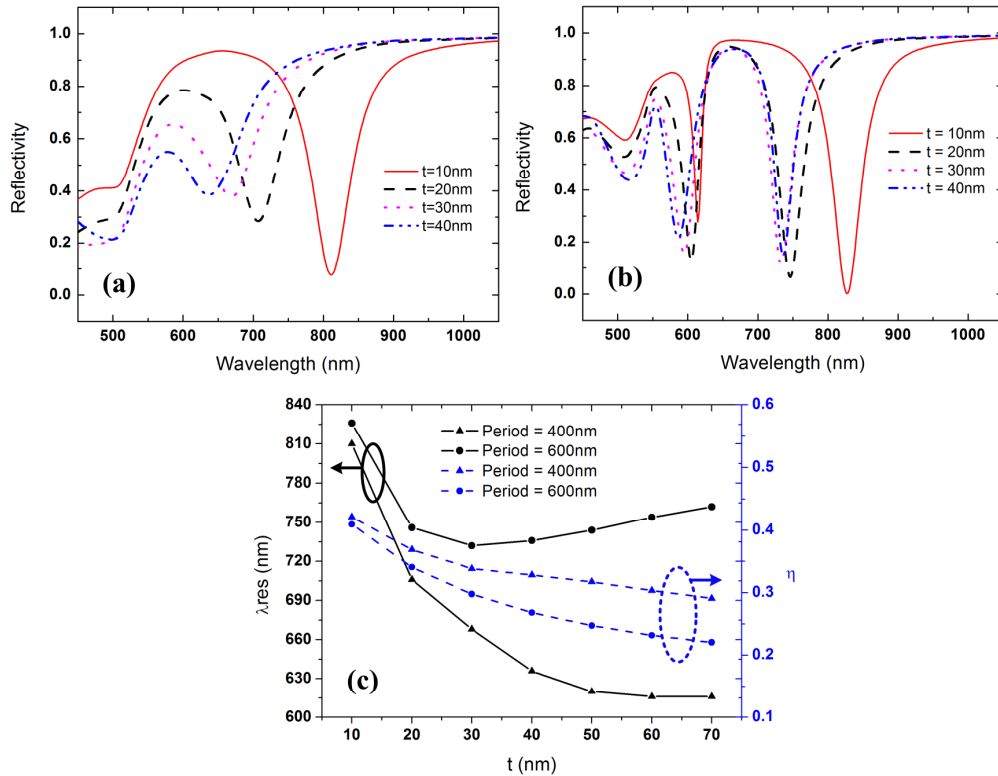 (a)
Reflectivity
1.0
0.8
0.6
0.4
0.2
0.0
t=10nm
t=20nm
t=30nm
t=40nm
500 600 700 800 900 1000
Wavelength (nm)
(b)
Reflectivity
1.0
0.8
0.6
0.4
0.2
0.0
t = 10nm
t = 20nm
t = 30nm
t = 40nm
500 600 700 800 900 1000
Wavelength (nm)
(c)
λres (nm)
840
810
780
750
720
690
660
630
600
Period = 400nm
Period = 600nm
Period = 400nm
Period = 600nm
0.6
0.5
0.4
0.3
0.2
0.1
η
10 20 30 40 50 60 70
t (nm)